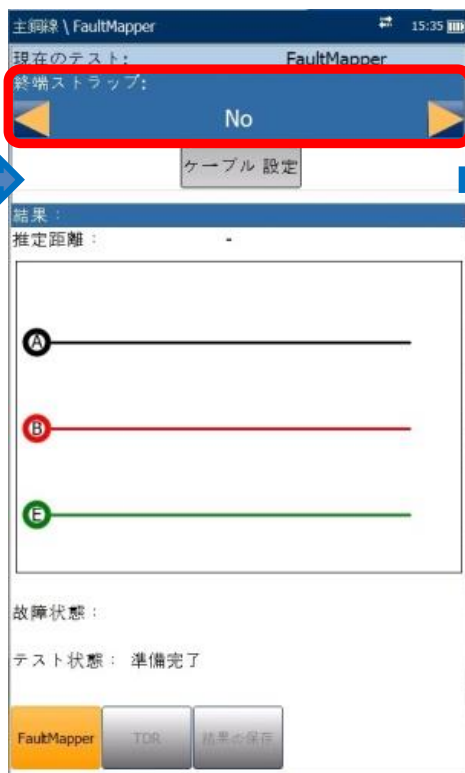 主銅線 \ FaultMapper 15:35
現在のテスト: FaultMapper
終端ストラップ:
No
ケーブル 設定
結果:
推定距離: -
A
B
E
故障状態:
テスト状態: 準備完了
FaultMapper TDR 結果の保存